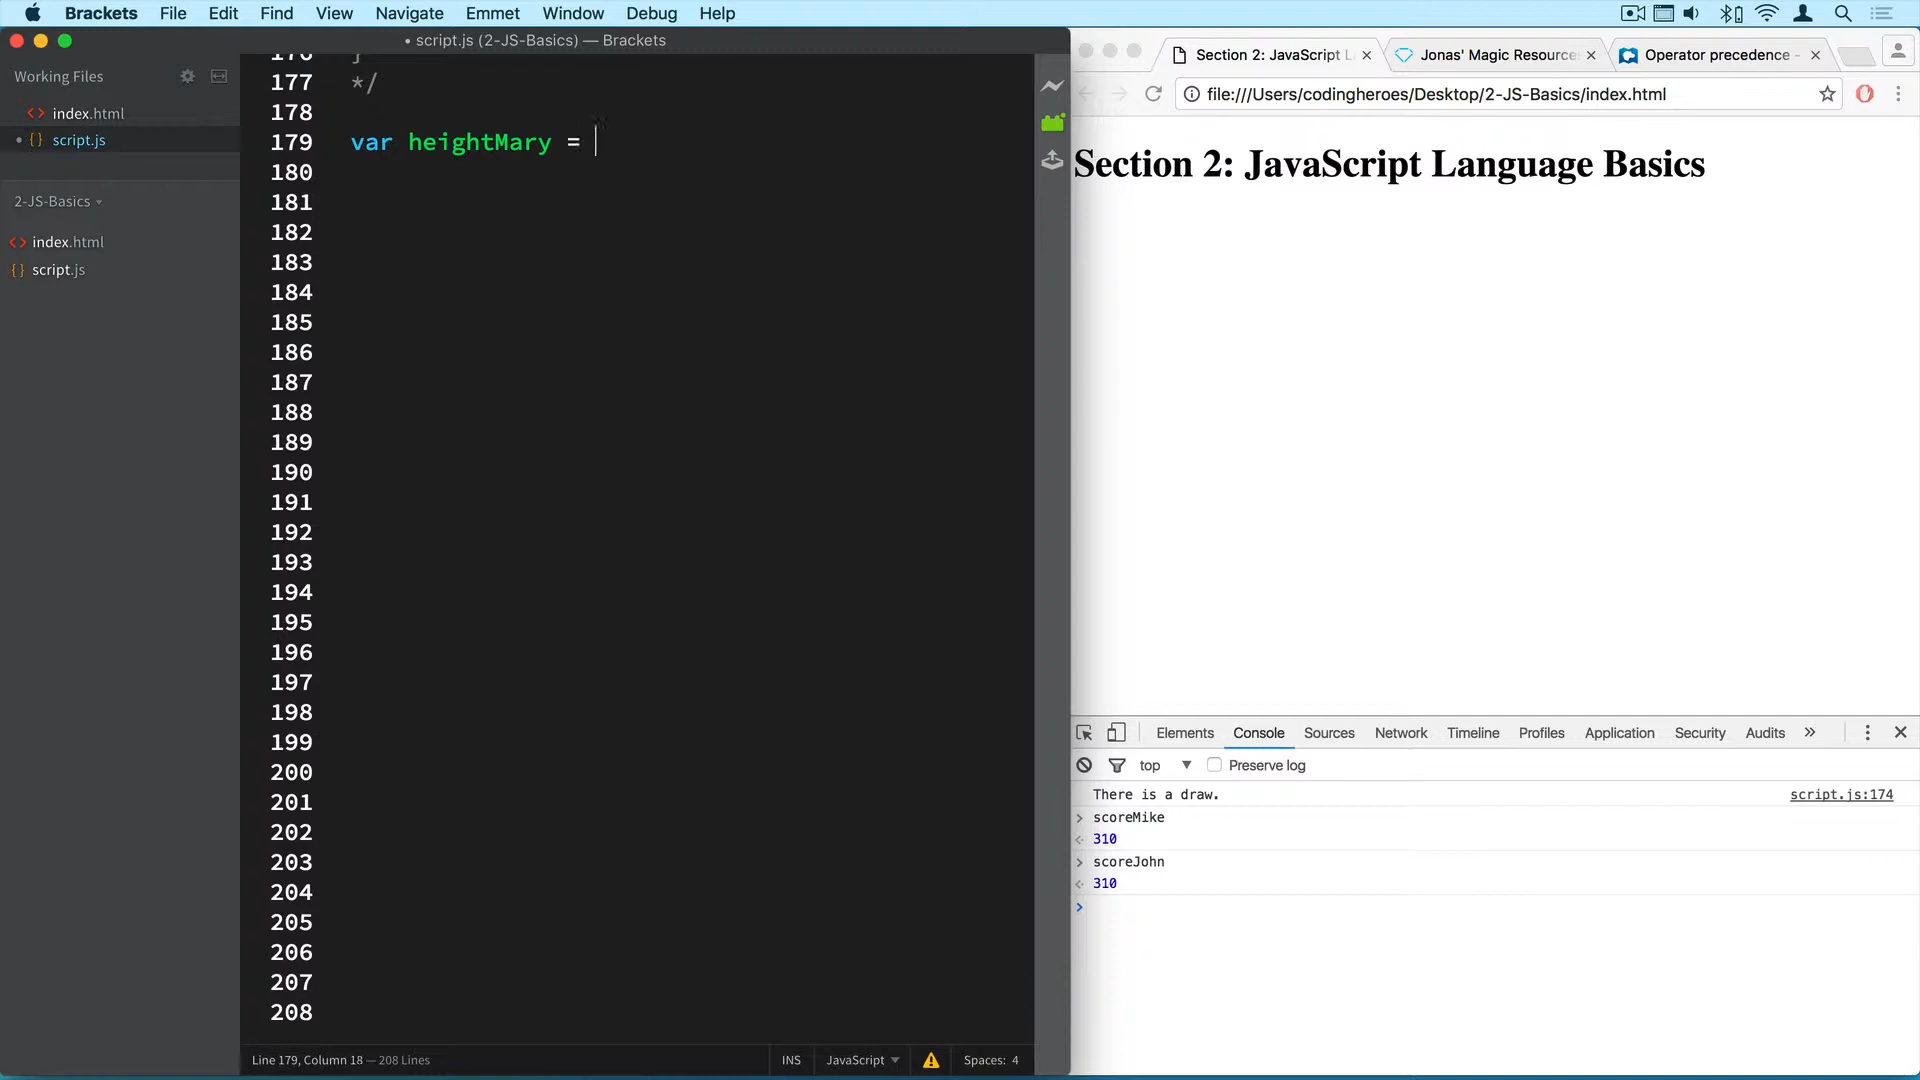 Brackets File Edit Find View Navigate Emmet Window Debug Help
• script.js (2-JS-Basics) — Brackets
Working Files
<> index.html
• {} script.js
2-JS-Basics
<> index.html
{} script.js
176 }
177 */
178
179 var heightMary =
180
181
182
183
184
185
186
187
188
189
190
191
192
193
194
195
196
197
198
199
200
201
202
203
204
205
206
207
208
Line 179, Column 18 — 208 Lines
INS JavaScript Spaces: 4
Section 2: JavaScript L
Jonas' Magic Resource
Operator precedence -
file:///Users/codingheroes/Desktop/2-JS-Basics/index.html
Section 2: JavaScript Language Basics
Elements Console Sources Network Timeline Profiles Application Security Audits »
top Preserve log
There is a draw. script.js:174
> scoreMike
310
> scoreJohn
310
>